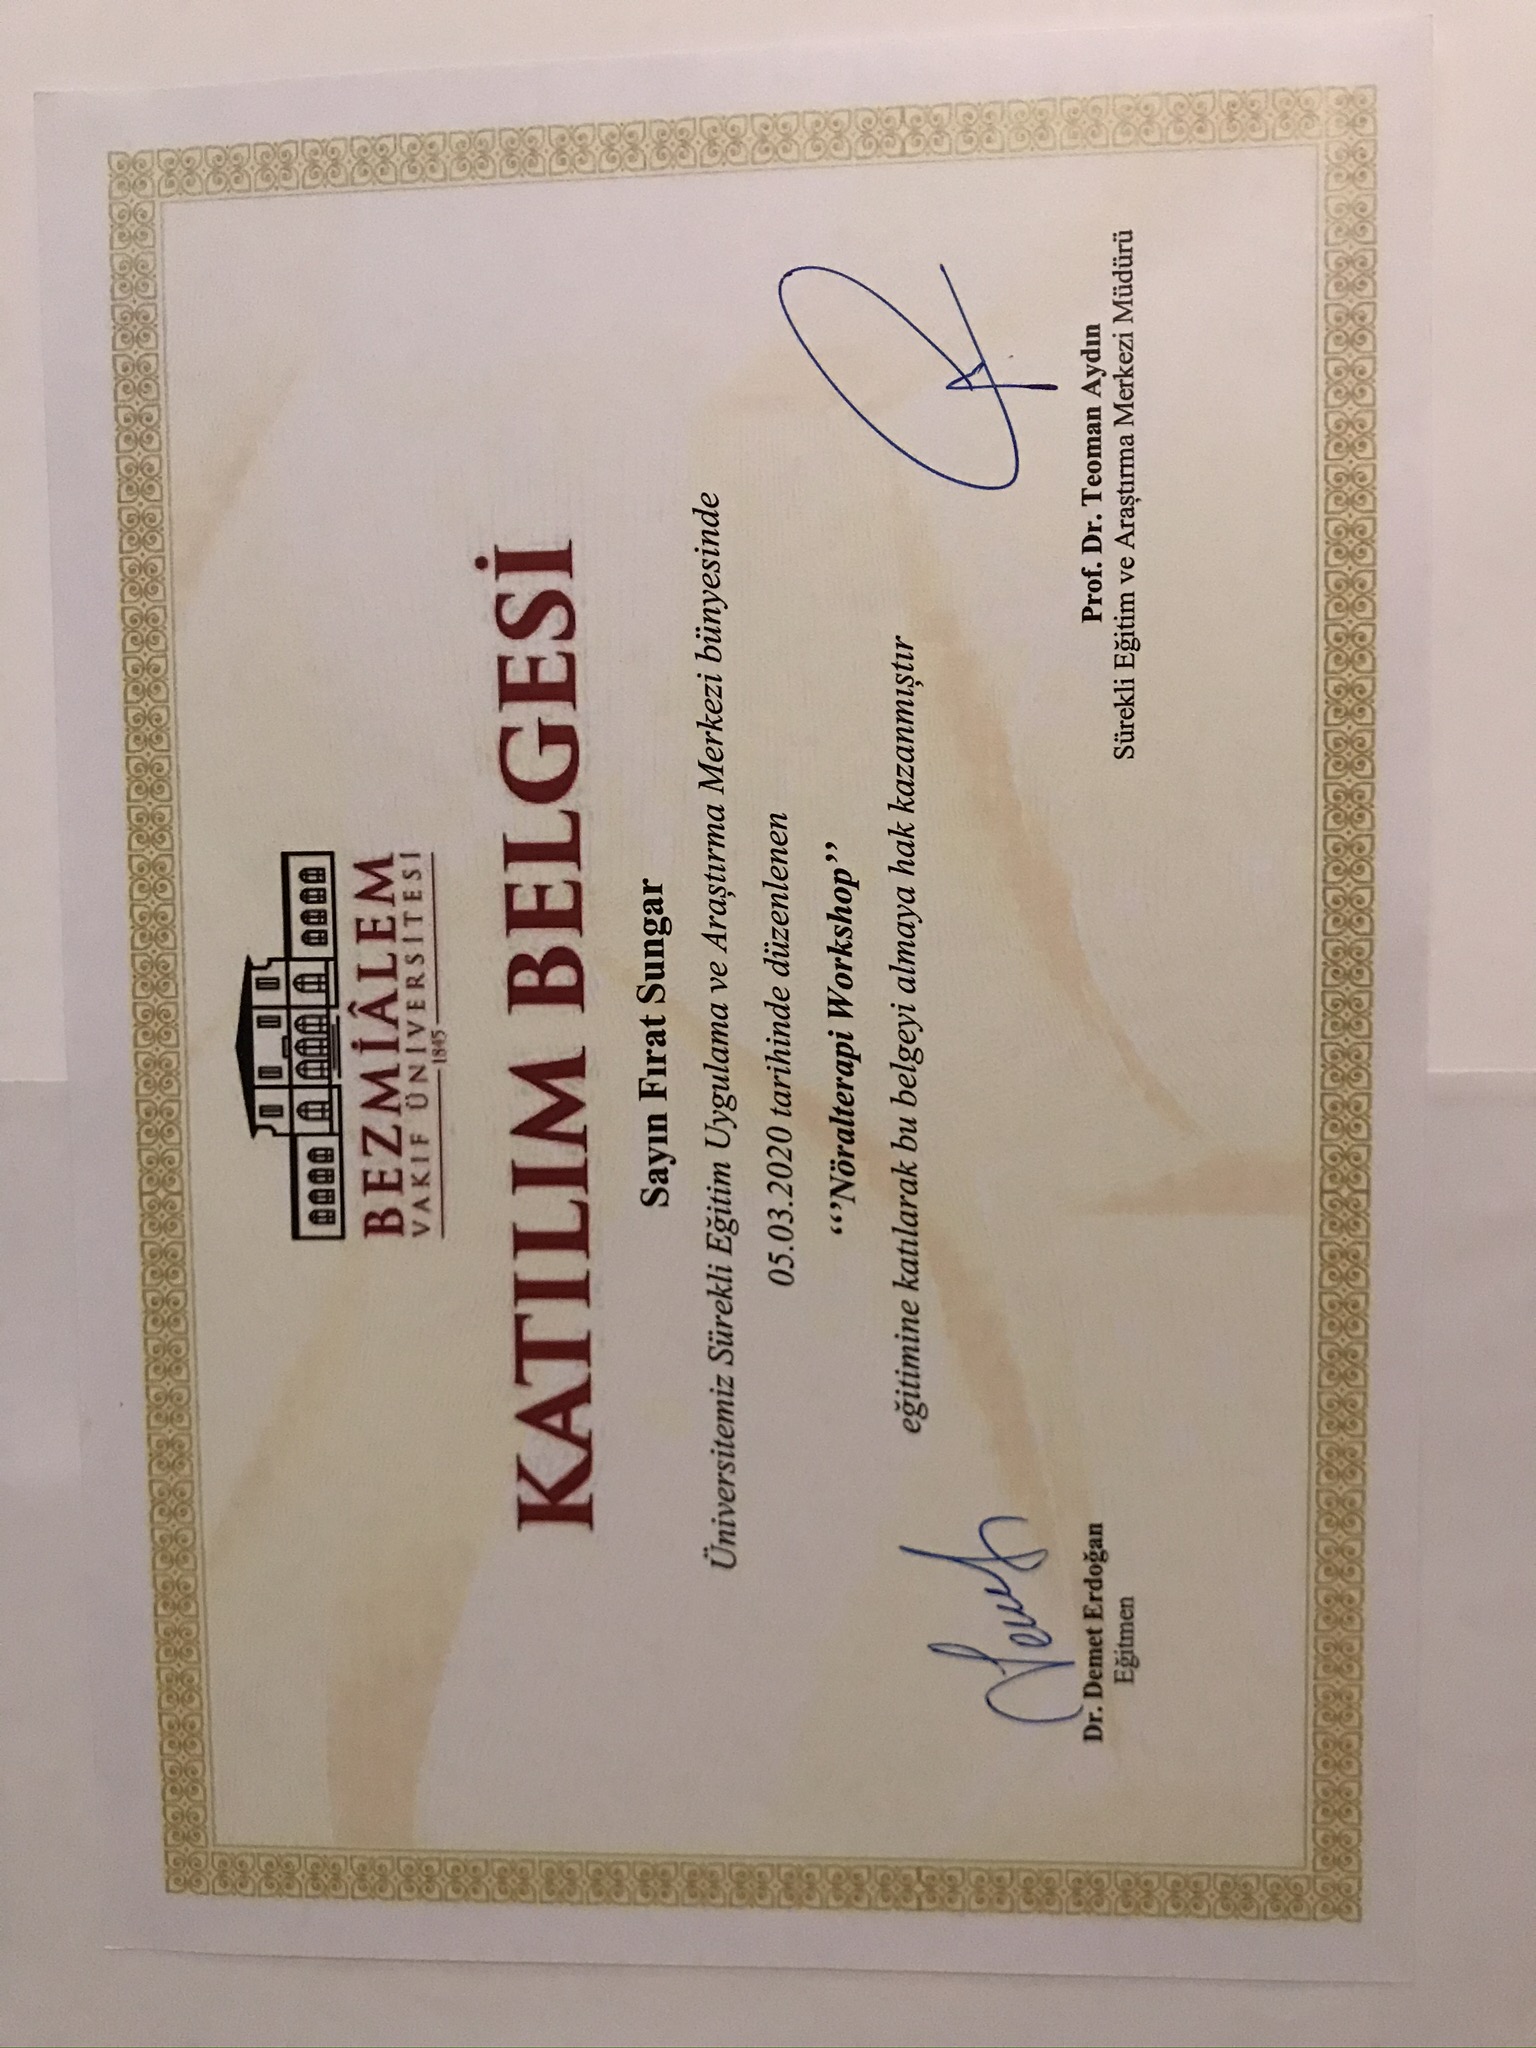 BEZMİÂLEM
VAKIF ÜNİVERSİTESİ
1845
KATILIM BELGESİ
Sayın Fırat Sungar
Üniversitemiz Sürekli Eğitim Uygulama ve Araştırma Merkezi bünyesinde
05.03.2020 tarihinde düzenlenen
“’Nöralterapi Workshop’’
eğitimine katılarak bu belgeyi almaya hak kazanmıştır
Dr. Demet Erdoğan
Eğitmen
Prof. Dr. Teoman Aydın
Sürekli Eğitim ve Araştırma Merkezi Müdürü